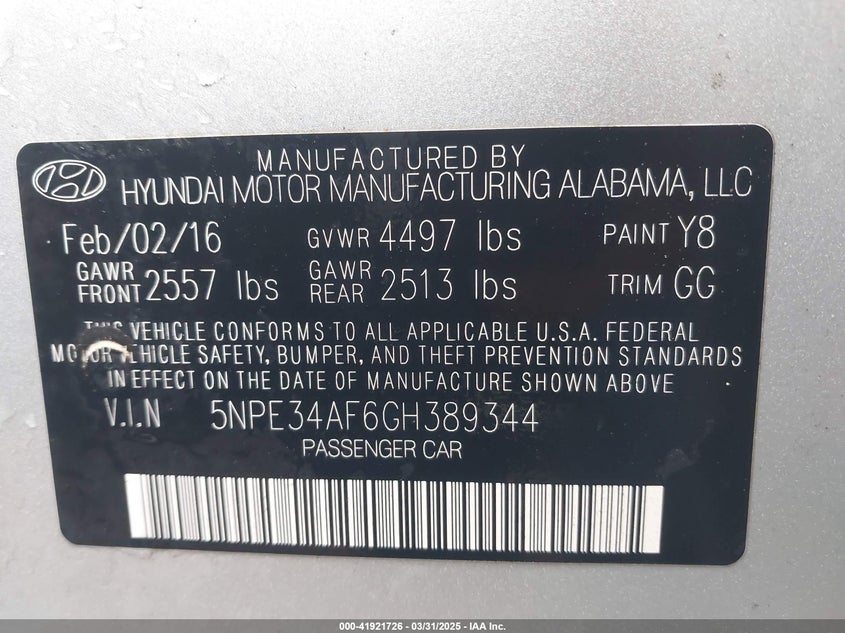 MANUFACTURED BY
HYUNDAI MOTOR MANUFACTURING ALABAMA, LLC
Feb/02/16 GVWR 4497 lbs PAINT Y8
GAWR FRONT 2557 lbs GAWR REAR 2513 lbs TRIM GG
THIS VEHICLE CONFORMS TO ALL APPLICABLE U.S.A. FEDERAL
MOTOR VEHICLE SAFETY, BUMPER, AND THEFT PREVENTION STANDARDS
IN EFFECT ON THE DATE OF MANUFACTURE SHOWN ABOVE
V.I.N 5NPE34AF6GH389344
PASSENGER CAR
000-41921726 - 03/31/2025 - IAA Inc.